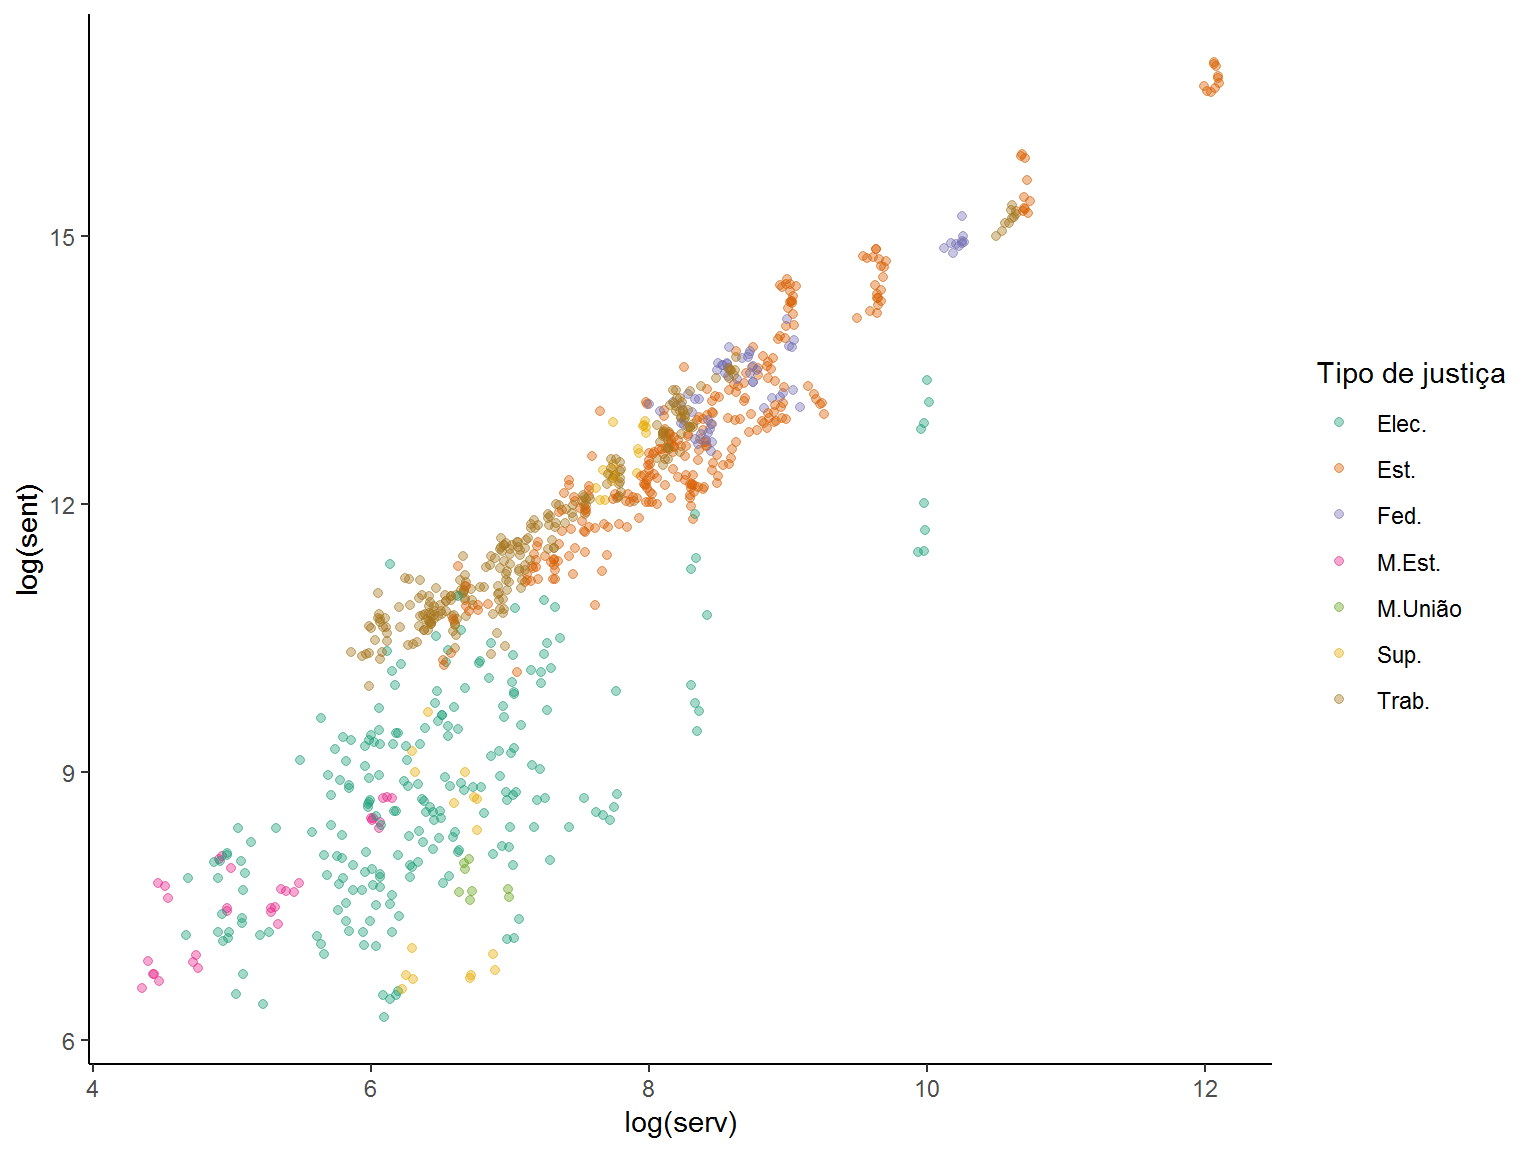 15
12
9
6
log(sent)
4
6
8
10
12
log(serv)
Tipo de justiça
Elec.
Est.
Fed.
M.Est.
M.União
Sup.
Trab.